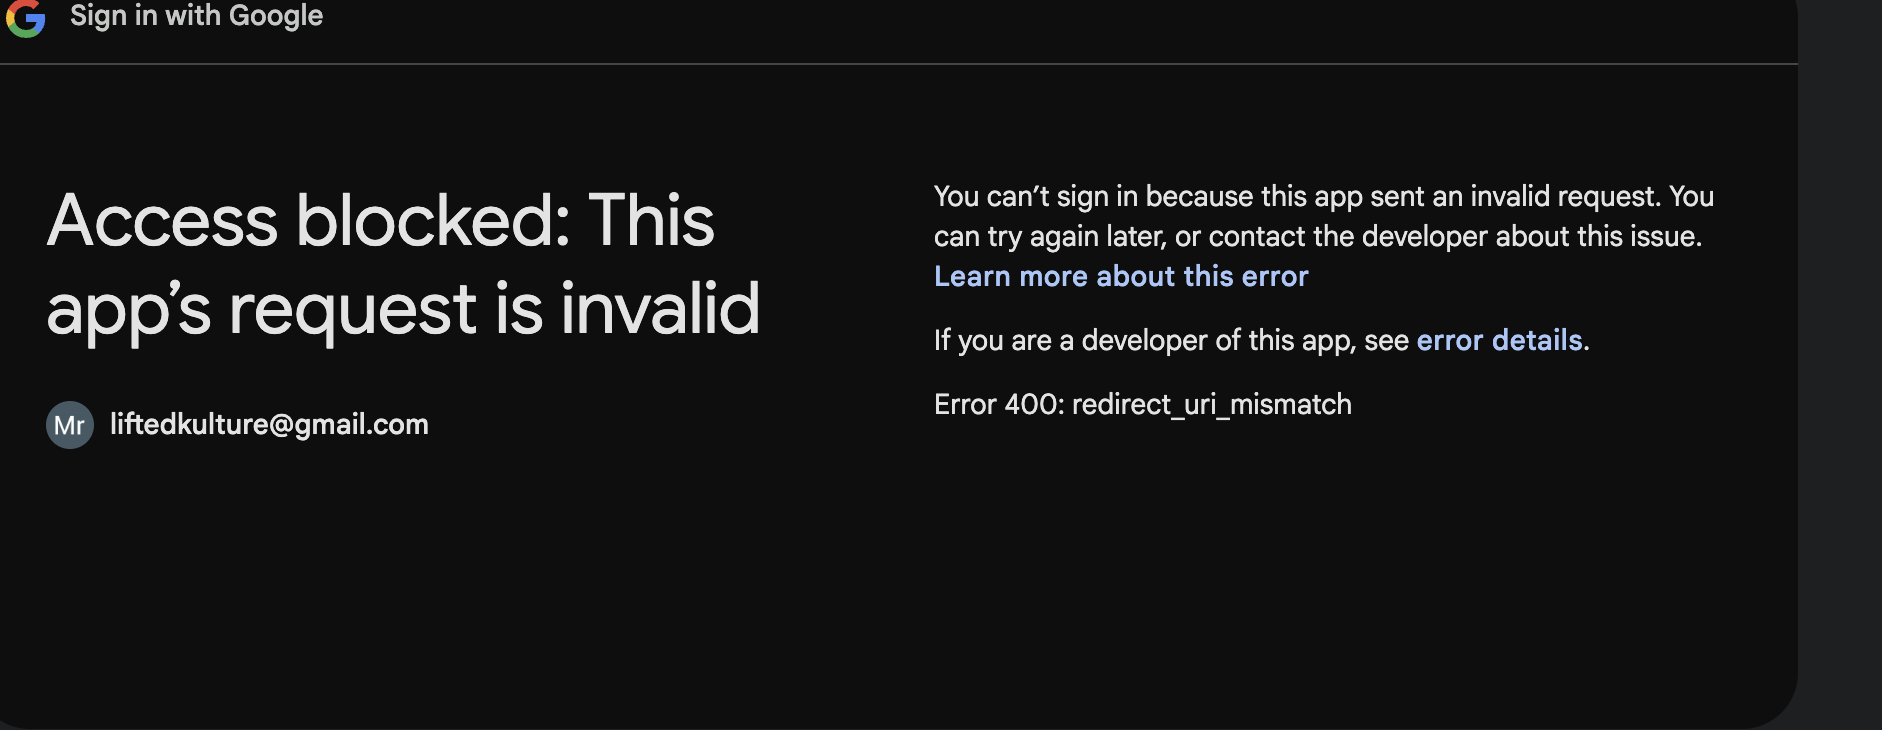 Sign in with Google
Access blocked: This
app’s request is invalid
Mr liftedkulture@gmail.com
You can’t sign in because this app sent an invalid request. You
can try again later, or contact the developer about this issue.
Learn more about this error
If you are a developer of this app, see error details.
Error 400: redirect_uri_mismatch